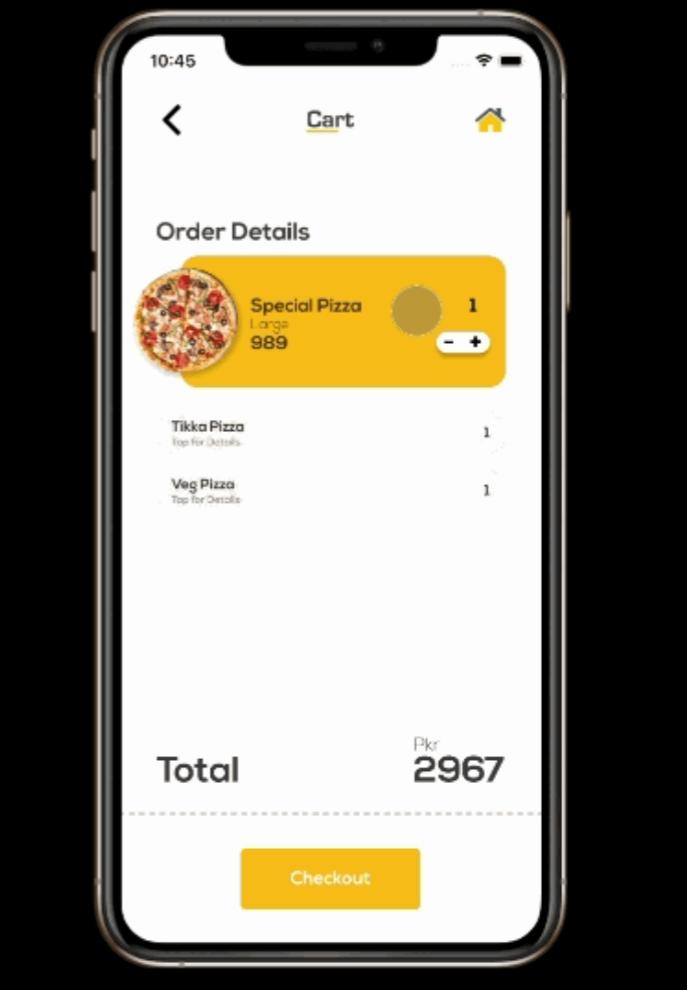 10:45
Cart
Order Details
Special Pizza
1
Large
989
- +
Tikka Pizza
1
Tap for Details
Veg Pizza
1
Tap for Details
Pkr
Total
2967
Checkout